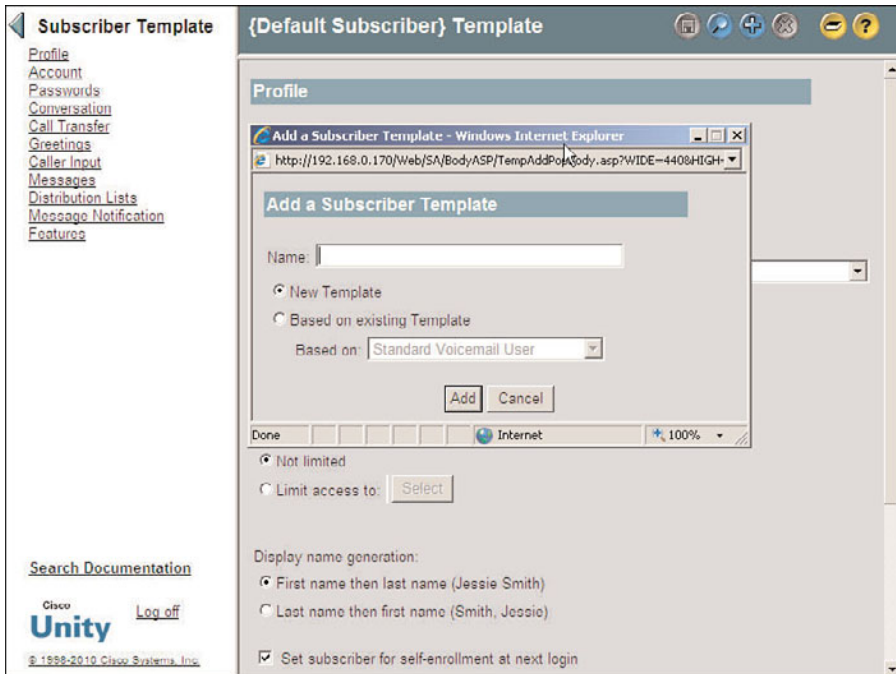 Subscriber Template
Profile
Account
Passwords
Conversation
Call Transfer
Greetings
Caller Input
Messages
Distribution Lists
Message Notification
Features
Search Documentation
Cisco
Unity
Log off
© 1998-2010 Cisco Systems, Inc.
{Default Subscriber} Template
?
Profile
Add a Subscriber Template - Windows Internet Explorer
http://192.168.0.170/Web/SA/BodyASP/TempAddPopBody.asp?WIDE=440&HIGH
Add a Subscriber Template
Name:
New Template
Based on existing Template
Based on: Standard Voicemail User
Add Cancel
Done Internet 100%
Not limited
Limit access to: Select
Display name generation:
First name then last name (Jessie Smith)
Last name then first name (Smith, Jessie)
Set subscriber for self-enrollment at next login